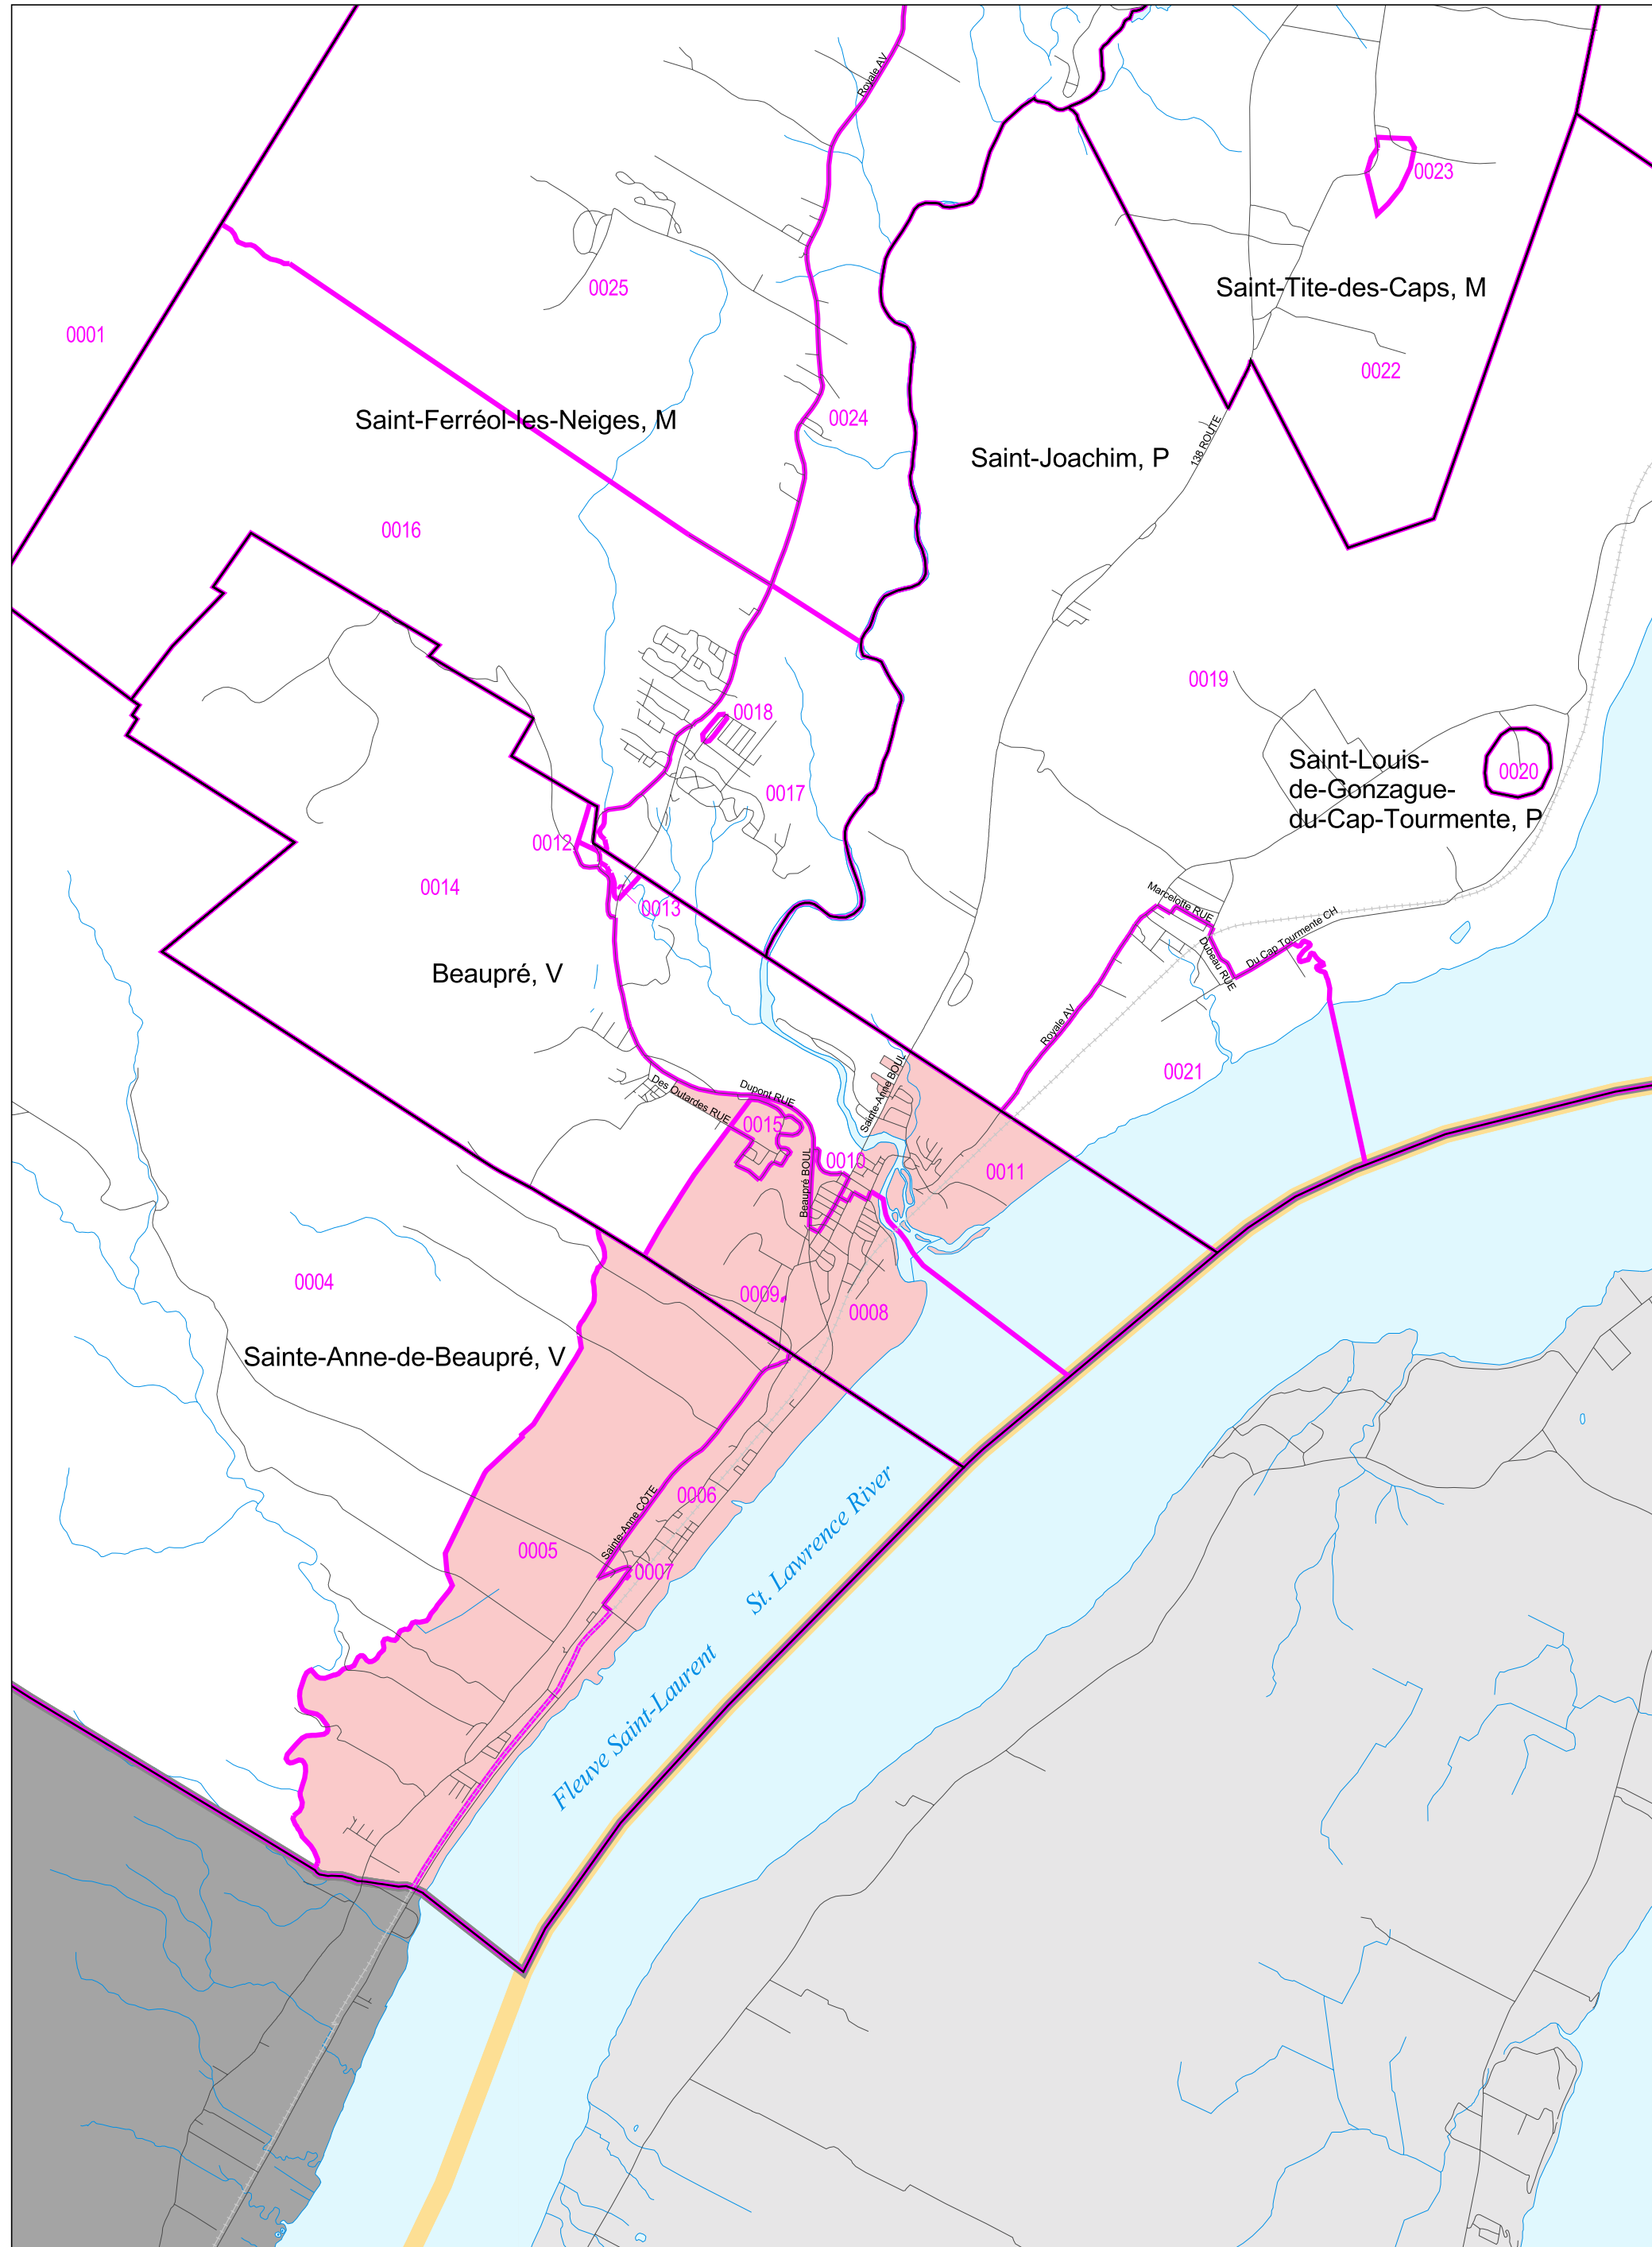 Royale AV
0023
0025
Saint-Tite-des-Caps, M
0001
0022
Saint-Ferréol-les-Neiges, M
0024
138 ROUTE
Saint-Joachim, P
0016
0019
0018
Saint-Louis-
de-Gonzague-
du-Cap-Tourmente, P
0020
0017
0012
0014
0013
Marcelotte RUE
Dubeau RUE
Du Cap Tourmente CH
Beaupré, V
Royale AV
0021
Sainte-Anne BOUL
Des Outardes RUE
Dupont RUE
0015
0010
Beaupré BOUL
0011
0004
0009
0008
Sainte-Anne-de-Beaupré, V
0006
Sainte-Anne CÔTE
0005
0007
St. Lawrence River
Fleuve Saint-Laurent